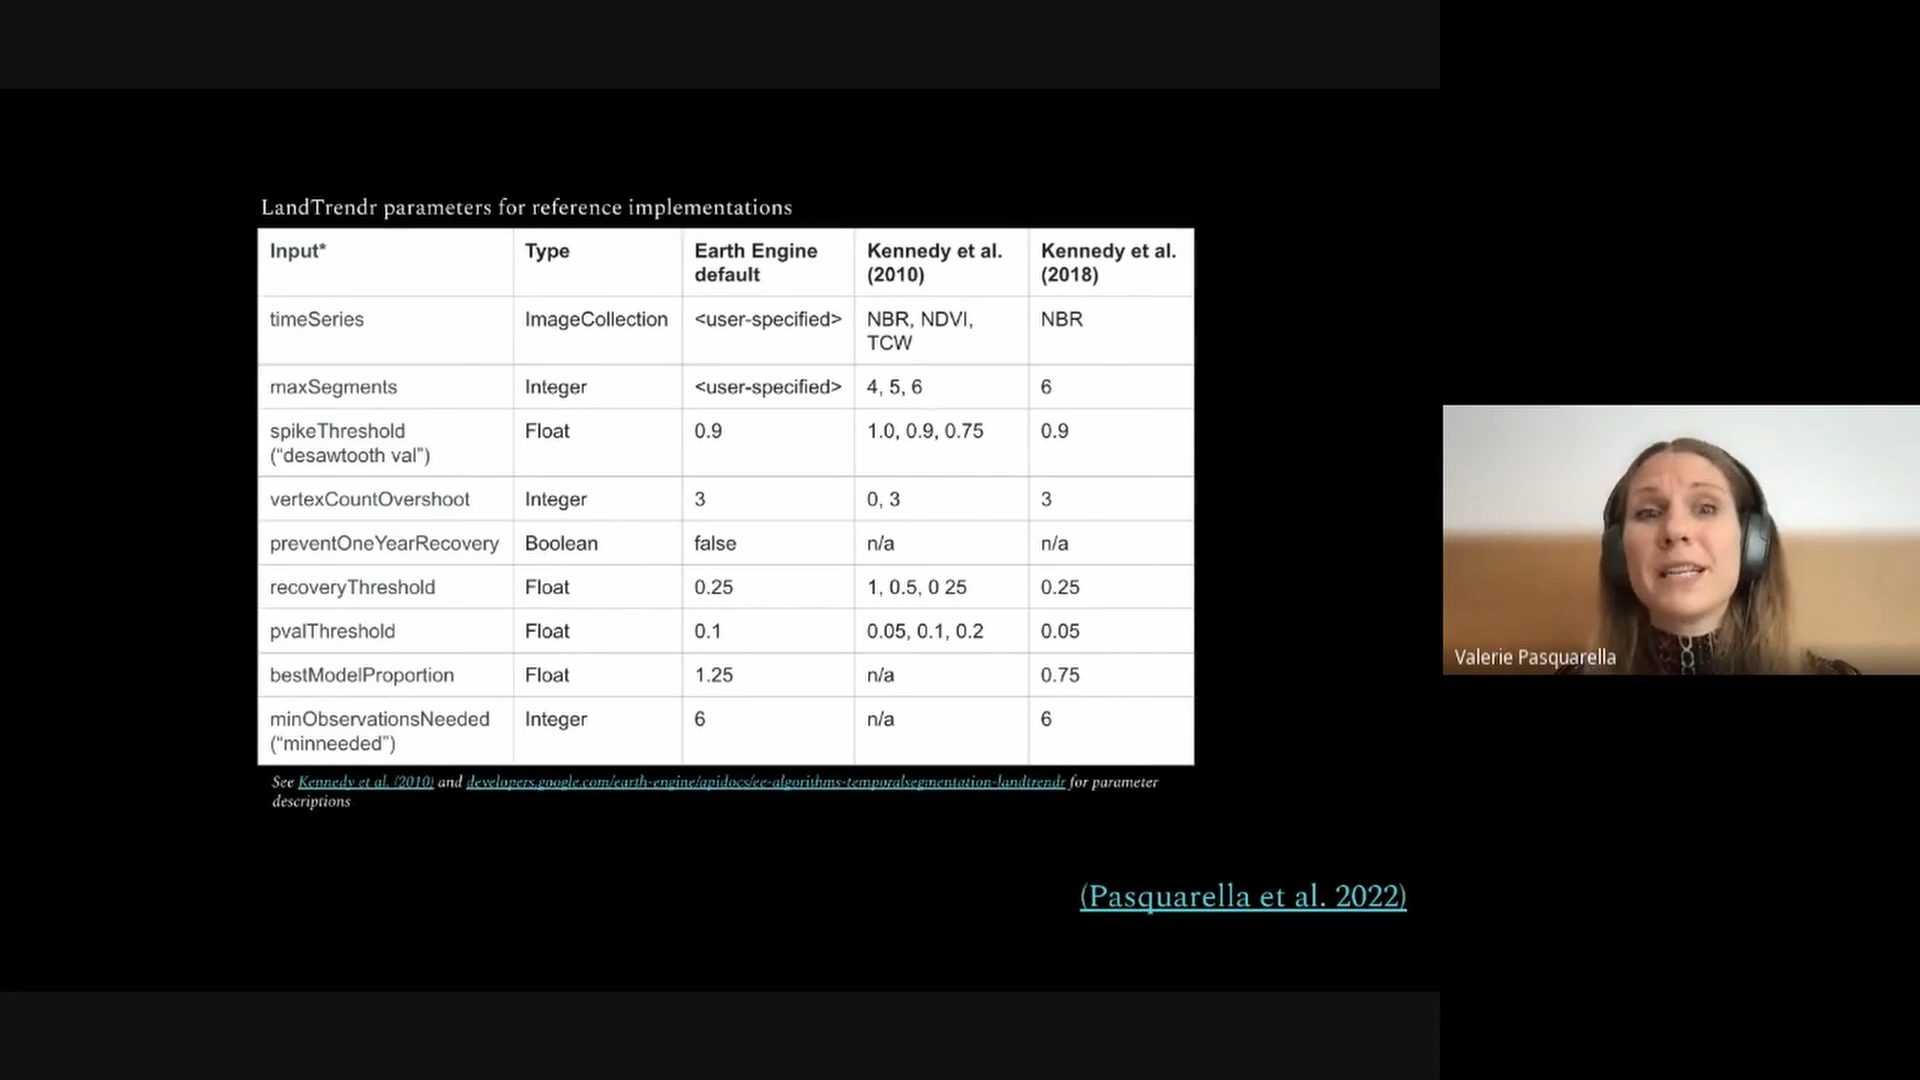 LandTrendr parameters for reference implementations
Input* Type Earth Engine default Kennedy et al. (2010) Kennedy et al. (2018)
timeSeries ImageCollection <user-specified> NBR, NDVI, TCW NBR
maxSegments Integer <user-specified> 4, 5, 6 6
spikeThreshold (“desawtooth val”) Float 0.9 1.0, 0.9, 0.75 0.9
vertexCountOvershoot Integer 3 0, 3 3
preventOneYearRecovery Boolean false n/a n/a
recoveryThreshold Float 0.25 1, 0.5, 0 25 0.25
pvalThreshold Float 0.1 0.05, 0.1, 0.2 0.05
bestModelProportion Float 1.25 n/a 0.75
minObservationsNeeded (“minneeded”) Integer 6 n/a 6
See Kennedy et al. (2010) and developers.google.com/earth-engine/apidocs/ee-algorithms-temporalsegmentation-landtrendr for parameter
descriptions
(Pasquarella et al. 2022)
Valerie Pasquarella